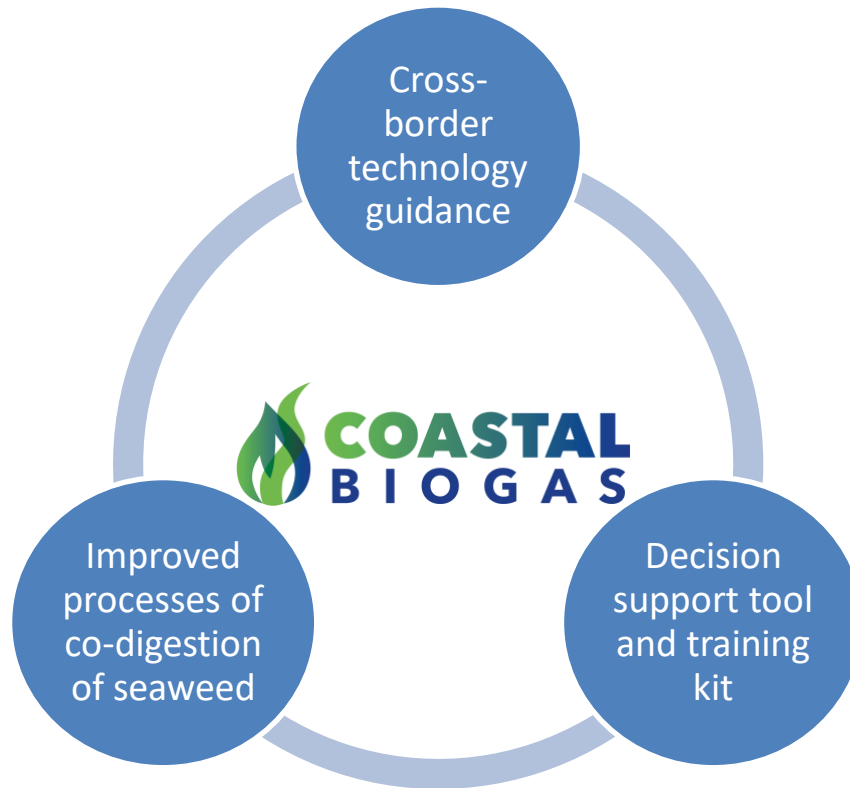 Cross-
border
technology
guidance
COASTAL
BIOGAS
Improved
processes of
co-digestion
of seaweed
Decision
support tool
and training
kit